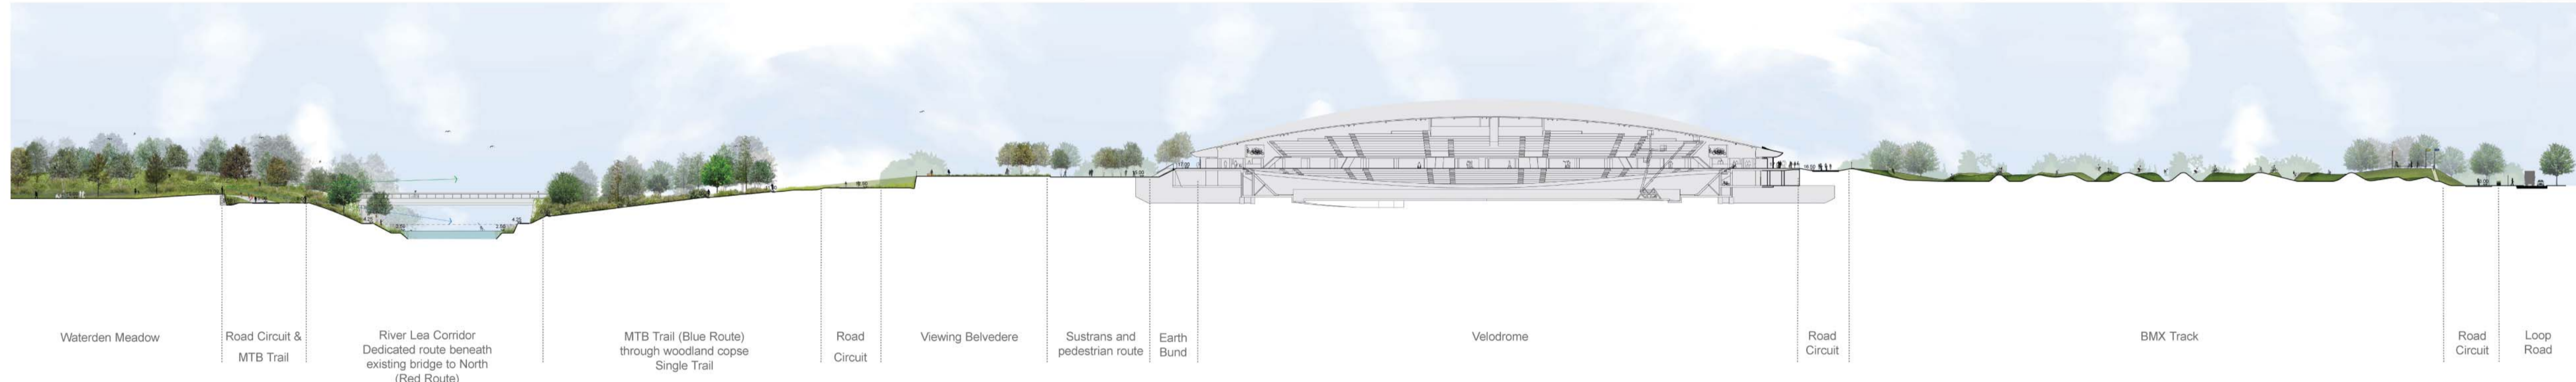 Waterden Meadow
Road Circuit &
MTB Trail
River Lea Corridor
Dedicated route beneath
existing bridge to North
(Red Route)
MTB Trail (Blue Route)
through woodland copse
Single Trail
Road
Circuit
Viewing Belvedere
Sustrans and
pedestrian route
Earth
Bund
Velodrome
Road
Circuit
BMX Track
Road
Circuit
Loop
Road